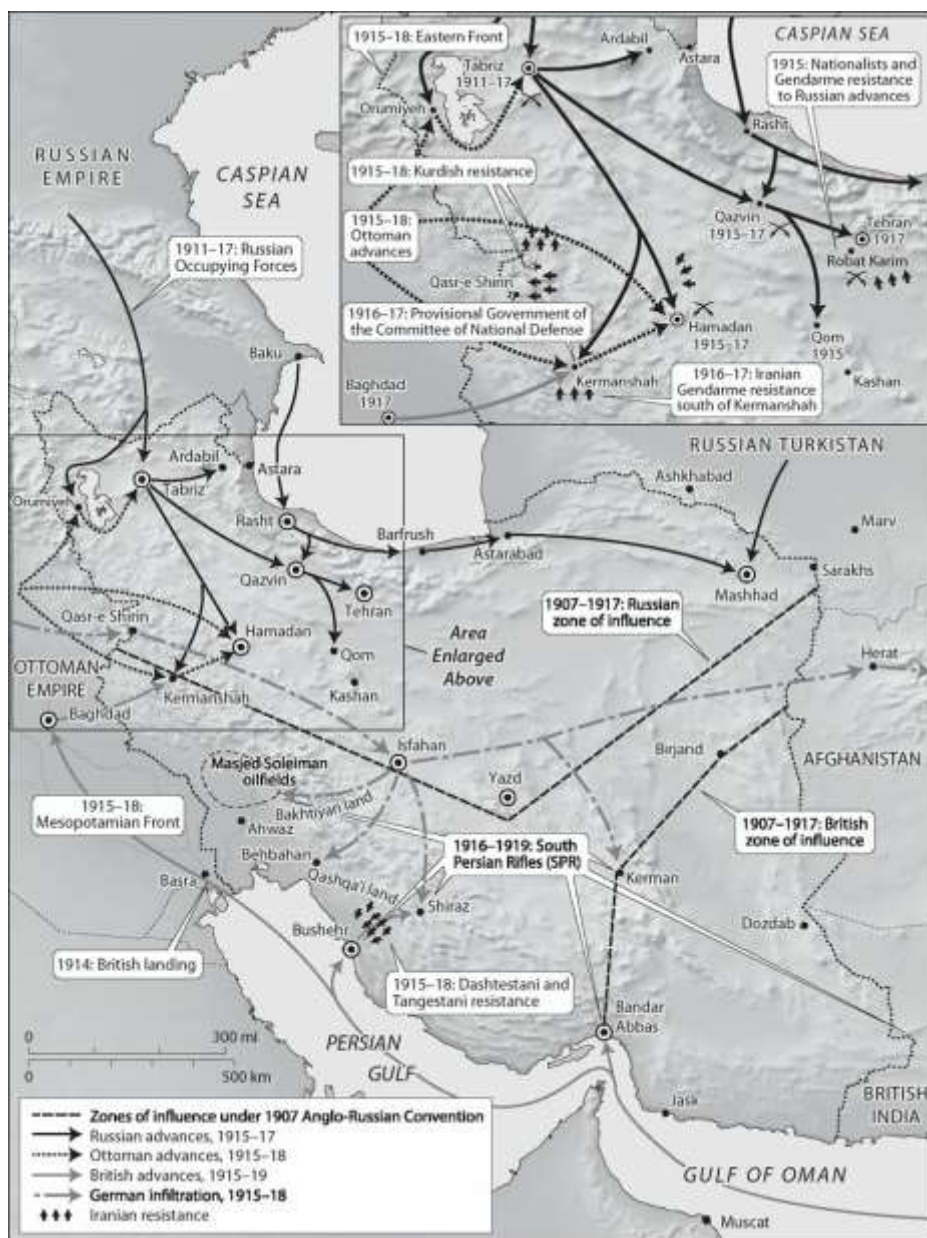 1915–18: Eastern Front
Ardabil
Astara
CASPIAN SEA
Tabriz
1911–17
1915: Nationalists and
Gendarme resistance
to Russian advances
Orumiyeh
Rasht
RUSSIAN
EMPIRE
CASPIAN
SEA
1915–18: Kurdish resistance
1915–18:
Ottoman
advances
Qazvin
1915–17
Tehran
1917
Robat Karim
1911–17: Russian
Occupying Forces
Qasr-e Shirin
1916–17: Provisional Government of
the Committee of National Defense
Hamadan
1915–17
Qom
1915
Baku
Kermanshah
Kashan
1916–17: Iranian
Gendarme resistance
south of Kermanshah
Baghdad
1917
RUSSIAN TURKISTAN
Ardabil
Astara
Ashkhabad
Tabriz
Orumiyeh
Marv
Rasht
Barfrush
Astarabad
Sarakhs
Qazvin
Tehran
Mashhad
1907–1917: Russian
zone of influence
Qasr-e Shirin
Hamadan
Qom
Area
Enlarged
Above
Herat
OTTOMAN
EMPIRE
Kermanshah
Kashan
Baghdad
Isfahan
Birjand
AFGHANISTAN
Masjed Soleiman
oilfields
Yazd
1915–18:
Mesopotamian Front
Bakhtiyari land
Ahwaz
1907–1917: British
zone of influence
1916–1919: South
Persian Rifles (SPR)
Behbahan
Basra
Qashqa'i land
Kerman
Shiraz
Dozdab
Bushehr
1914: British landing
1915–18: Dashtestani and
Tangestani resistance
Bandar
Abbas
0 300 mi
0 500 km
PERSIAN
GULF
Jask
BRITISH
INDIA
Zones of influence under 1907 Anglo-Russian Convention
Russian advances, 1915–17
Ottoman advances, 1915–18
British advances, 1915–19
German infiltration, 1915–18
Iranian resistance
GULF OF OMAN
Muscat